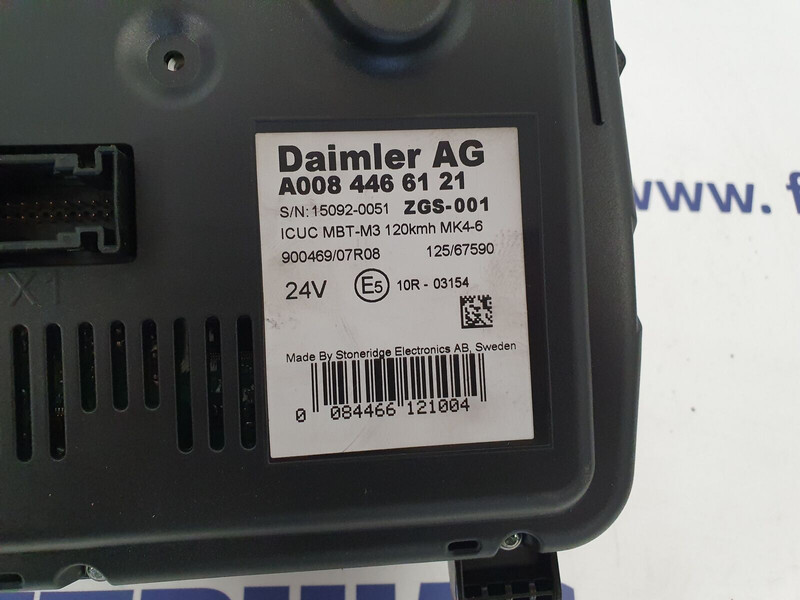 Daimler AG
A008 446 61 21
S/N: 15092-0051 ZGS-001
ICUC MBT-M3 120kmh MK4-6
900469/07R08 125/67590
24V E5 10R - 03154
Made By Stoneridge Electronics AB, Sweden
0 084466 121004
X1
www.f